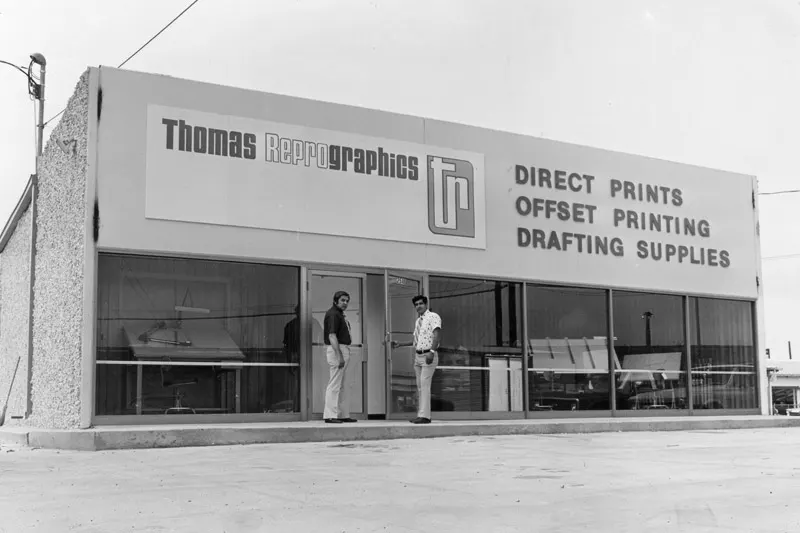 Thomas Reprographics
tr
DIRECT PRINTS
OFFSET PRINTING
DRAFTING SUPPLIES